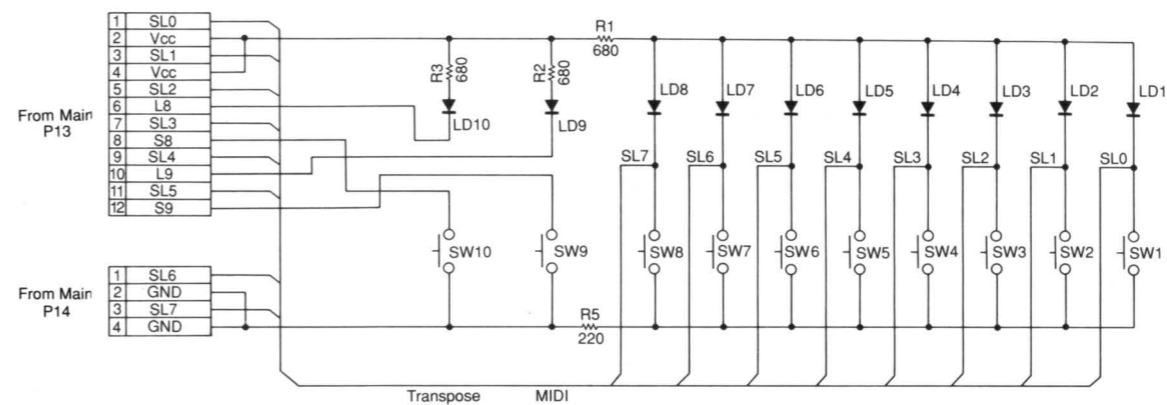 From Main
P13
1 SL0
2 Vcc
3 SL1
4 Vcc
5 SL2
6 L8
7 SL3
8 S8
9 SL4
10 L9
11 SL5
12 S9
From Main
P14
1 SL6
2 GND
3 SL7
4 GND
R1
680
R3
680
R2
680
LD10
LD9
LD8
LD7
LD6
LD5
LD4
LD3
LD2
LD1
SL7
SL6
SL5
SL4
SL3
SL2
SL1
SL0
SW10
SW9
SW8
SW7
SW6
SW5
SW4
SW3
SW2
SW1
R5
220
Transpose
MIDI